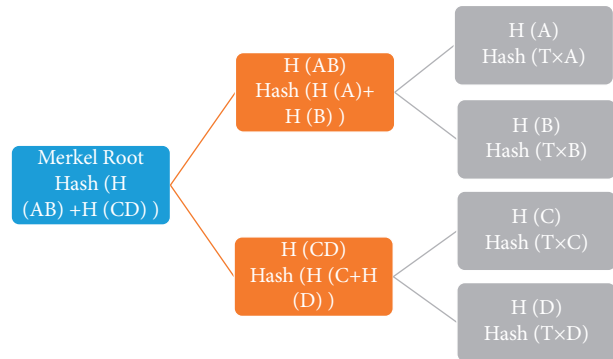 Merkel Root
Hash (H
(AB) +H (CD) )
H (AB)
Hash (H (A)+
H (B) )
H (CD)
Hash (H (C+H
(D) )
H (A)
Hash (T×A)
H (B)
Hash (T×B)
H (C)
Hash (T×C)
H (D)
Hash (T×D)